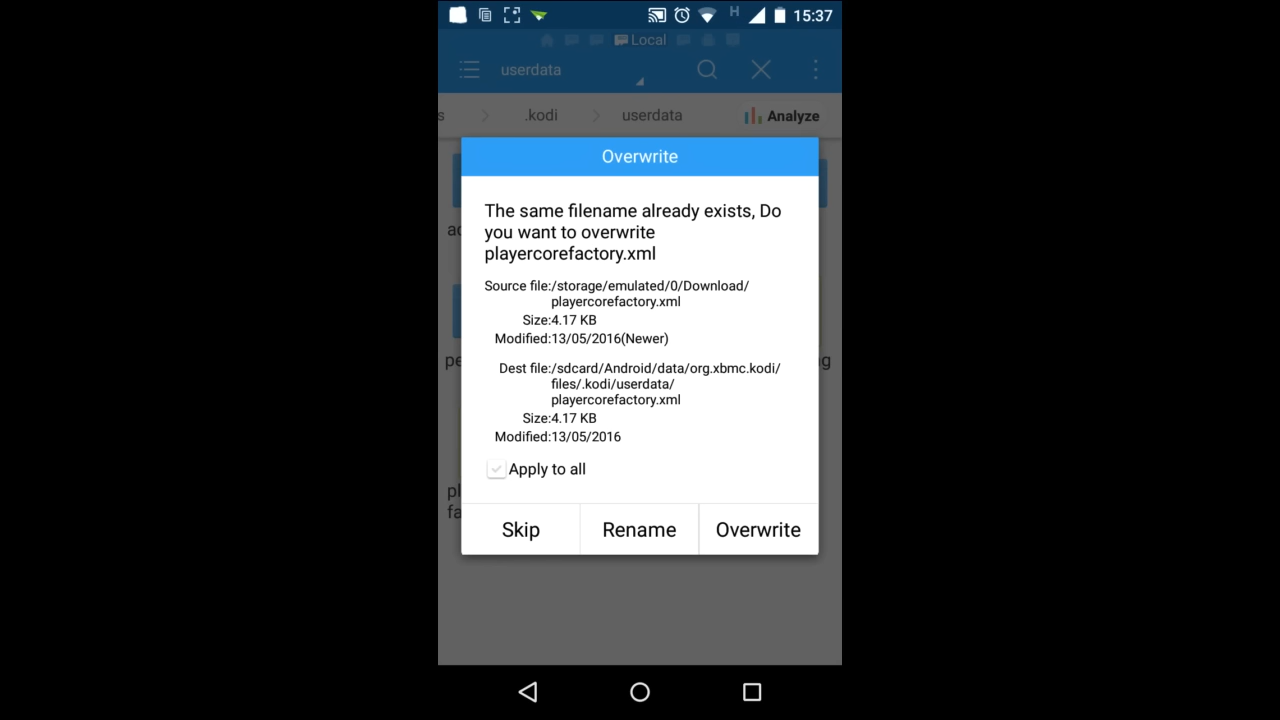 H 15:37
Local
userdata
s .kodi userdata Analyze
Overwrite
The same filename already exists, Do
you want to overwrite
playercorefactory.xml
Source file:/storage/emulated/0/Download/
playercorefactory.xml
Size:4.17 KB
Modified:13/05/2016(Newer)
Dest file:/sdcard/Android/data/org.xbmc.kodi/
files/.kodi/userdata/
playercorefactory.xml
Size:4.17 KB
Modified:13/05/2016
Apply to all
Skip Rename Overwrite